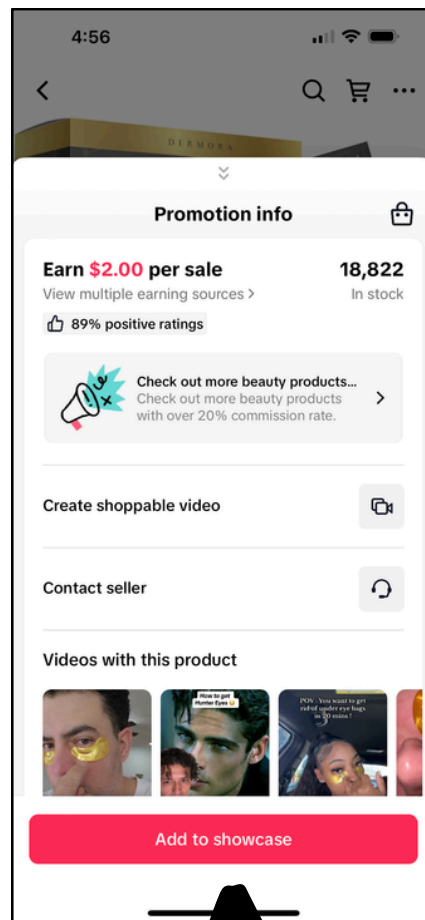 4:56
DERMORA
Promotion info
Earn $2.00 per sale
18,822
View multiple earning sources >
In stock
89% positive ratings
Check out more beauty products...
Check out more beauty products
with over 20% commission rate.
Create shoppable video
Contact seller
Videos with this product
How to get
Hunter Eyes
POV : You want to get
rid of under eye bags
in 20 mins !
Add to showcase